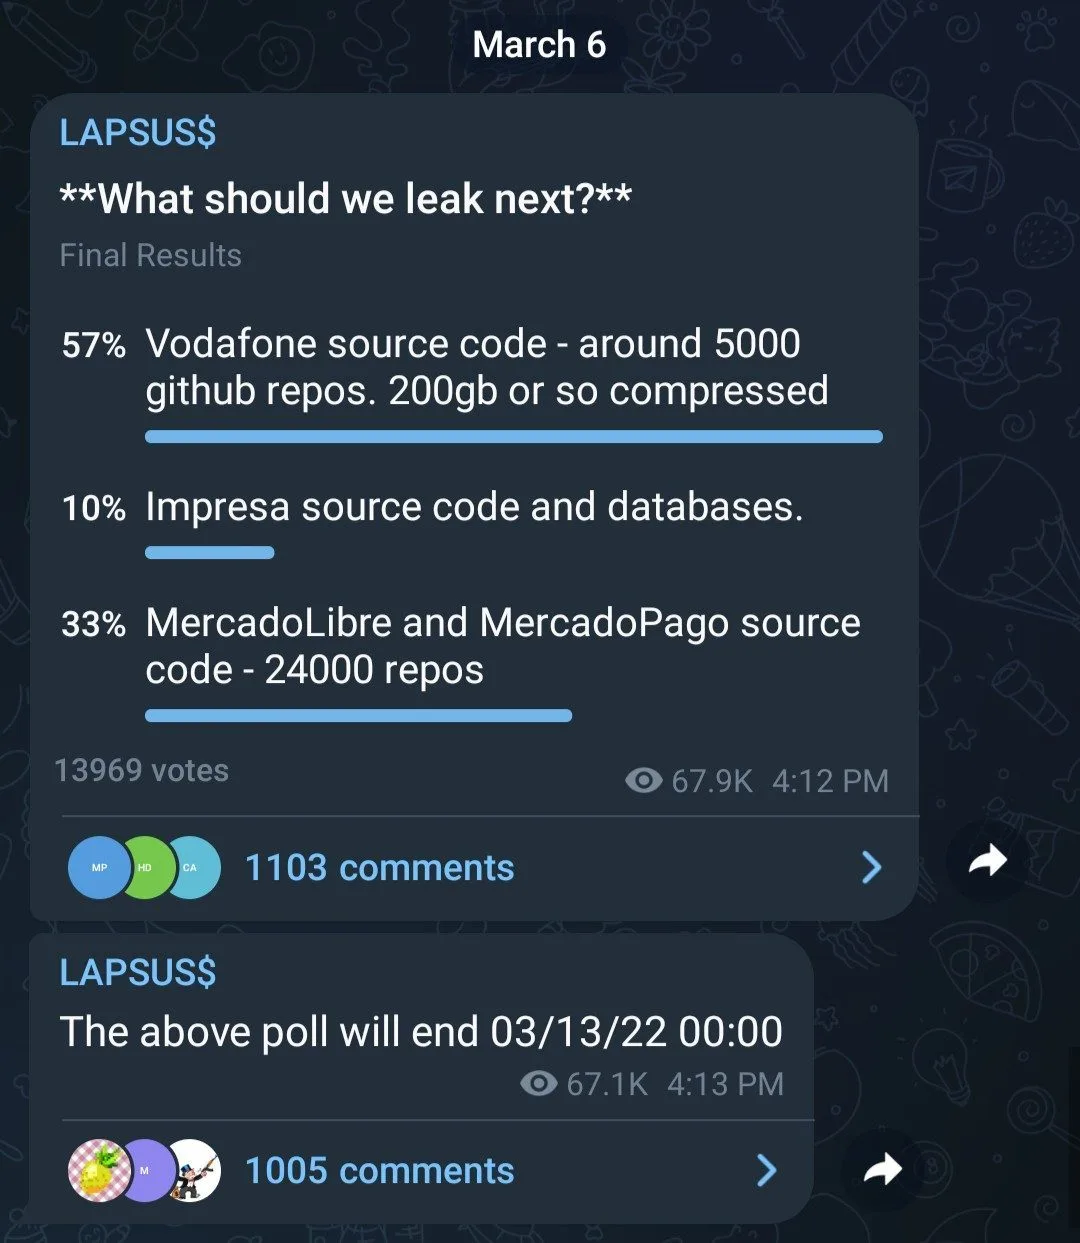 March 6
LAPSUS$
**What should we leak next?**
Final Results
57% Vodafone source code - around 5000
github repos. 200gb or so compressed
10% Impresa source code and databases.
33% MercadoLibre and MercadoPago source
code - 24000 repos
13969 votes
67.9K 4:12 PM
MP HD CA 1103 comments
LAPSUS$
The above poll will end 03/13/22 00:00
67.1K 4:13 PM
M 1005 comments